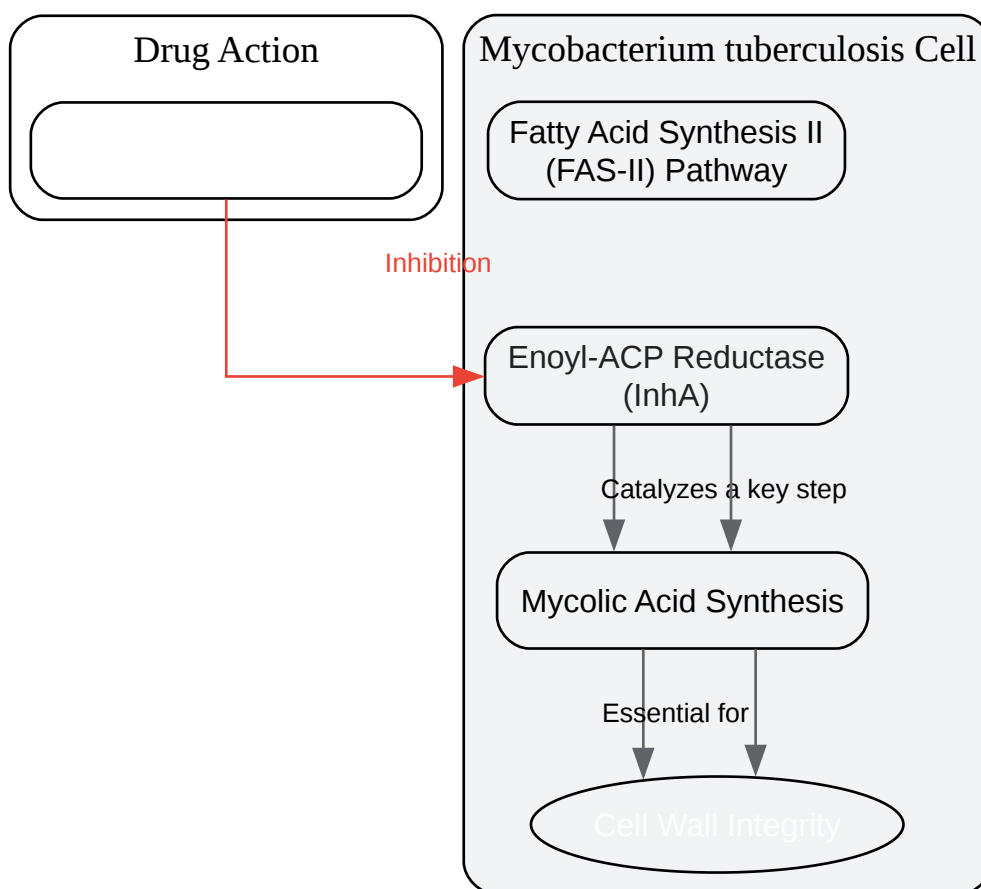 Drug Action
Mycobacterium tuberculosis Cell
Fatty Acid Synthesis II
(FAS-II) Pathway
Inhibition
Enoyl-ACP Reductase
(InhA)
Catalyzes a key step
Mycolic Acid Synthesis
Essential for
Cell Wall Integrity